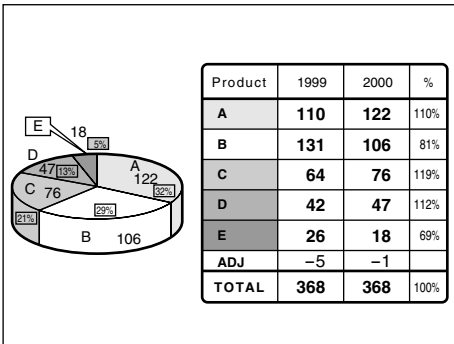 E
18
5%
D
47 13%
A
122
32%
C 76
29%
21%
B 106
Product 1999 2000 %
A 110 122 110%
B 131 106 81%
C 64 76 119%
D 42 47 112%
E 26 18 69%
ADJ −5 −1
TOTAL 368 368 100%